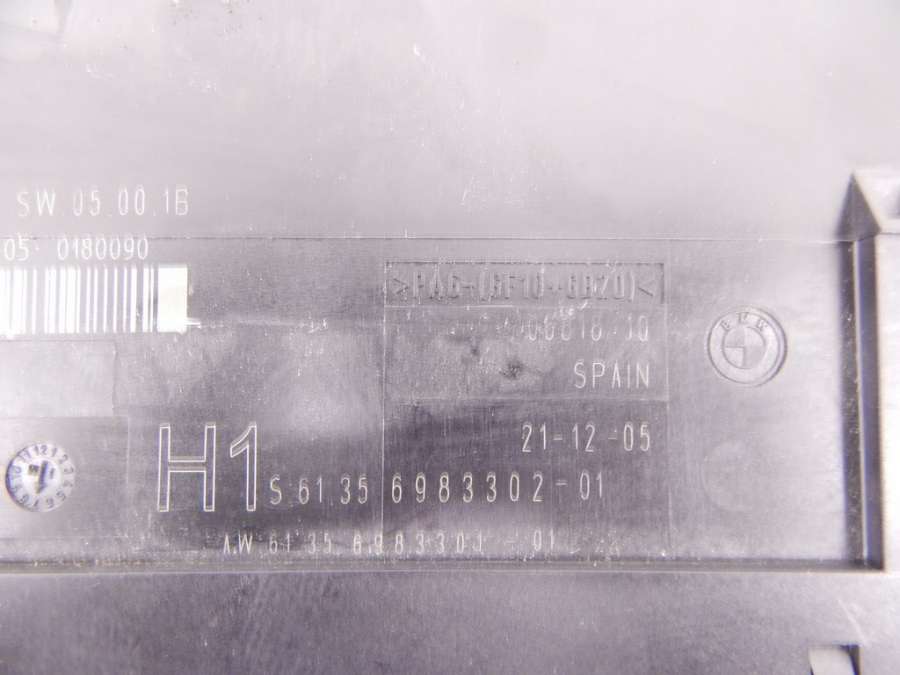 SW.05.00.1B
05· 0180090
>PA6-(GF10··GB20)<
BMW
SPAIN
21-12-05
H1 S 61 35 6983302-01
A.W 61 35